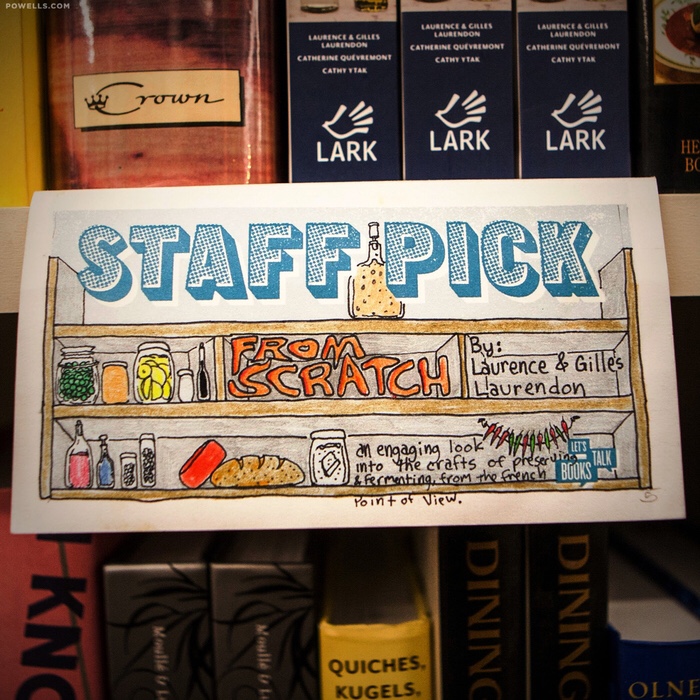 POWELLS.COM
Crown
LAURENCE & GILLES
LAURENDON
CATHERINE QUÉVREMONT
CATHY YTAK
LARK
LAURENCE & GILLES
LAURENDON
CATHERINE QUÉVREMONT
CATHY YTAK
LARK
LAURENCE & GILLES
LAURENDON
CATHERINE QUÉVREMONT
CATHY YTAK
LARK
STAFF PICK
FROM
SCRATCH
By:
Laurence & Gilles
Laurendon
an engaging look
into the crafts of preserving
& fermenting, from the French
Point of View.
LET'S
TALK
BOOKS
KNO
DINING
DINING
QUICHES,
KUGELS,
OLNE